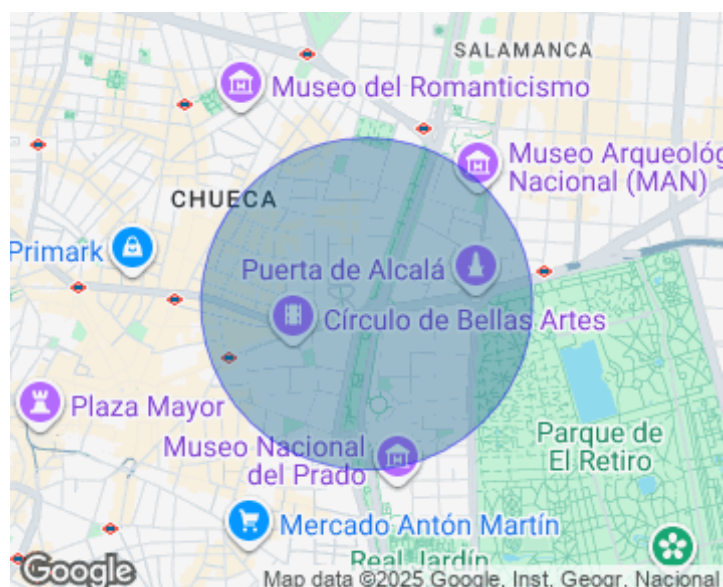 SALAMANCA
Museo del Romanticismo
Museo Arqueológ
Nacional (MAN)
CHUECA
Primark
Puerta de Alcalá
Círculo de Bellas Artes
Plaza Mayor
Museo Nacional
del Prado
Parque de
El Retiro
Mercado Antón Martín
Real Jardín
Google
Map data ©2025 Google, Inst. Geogr. Nacional